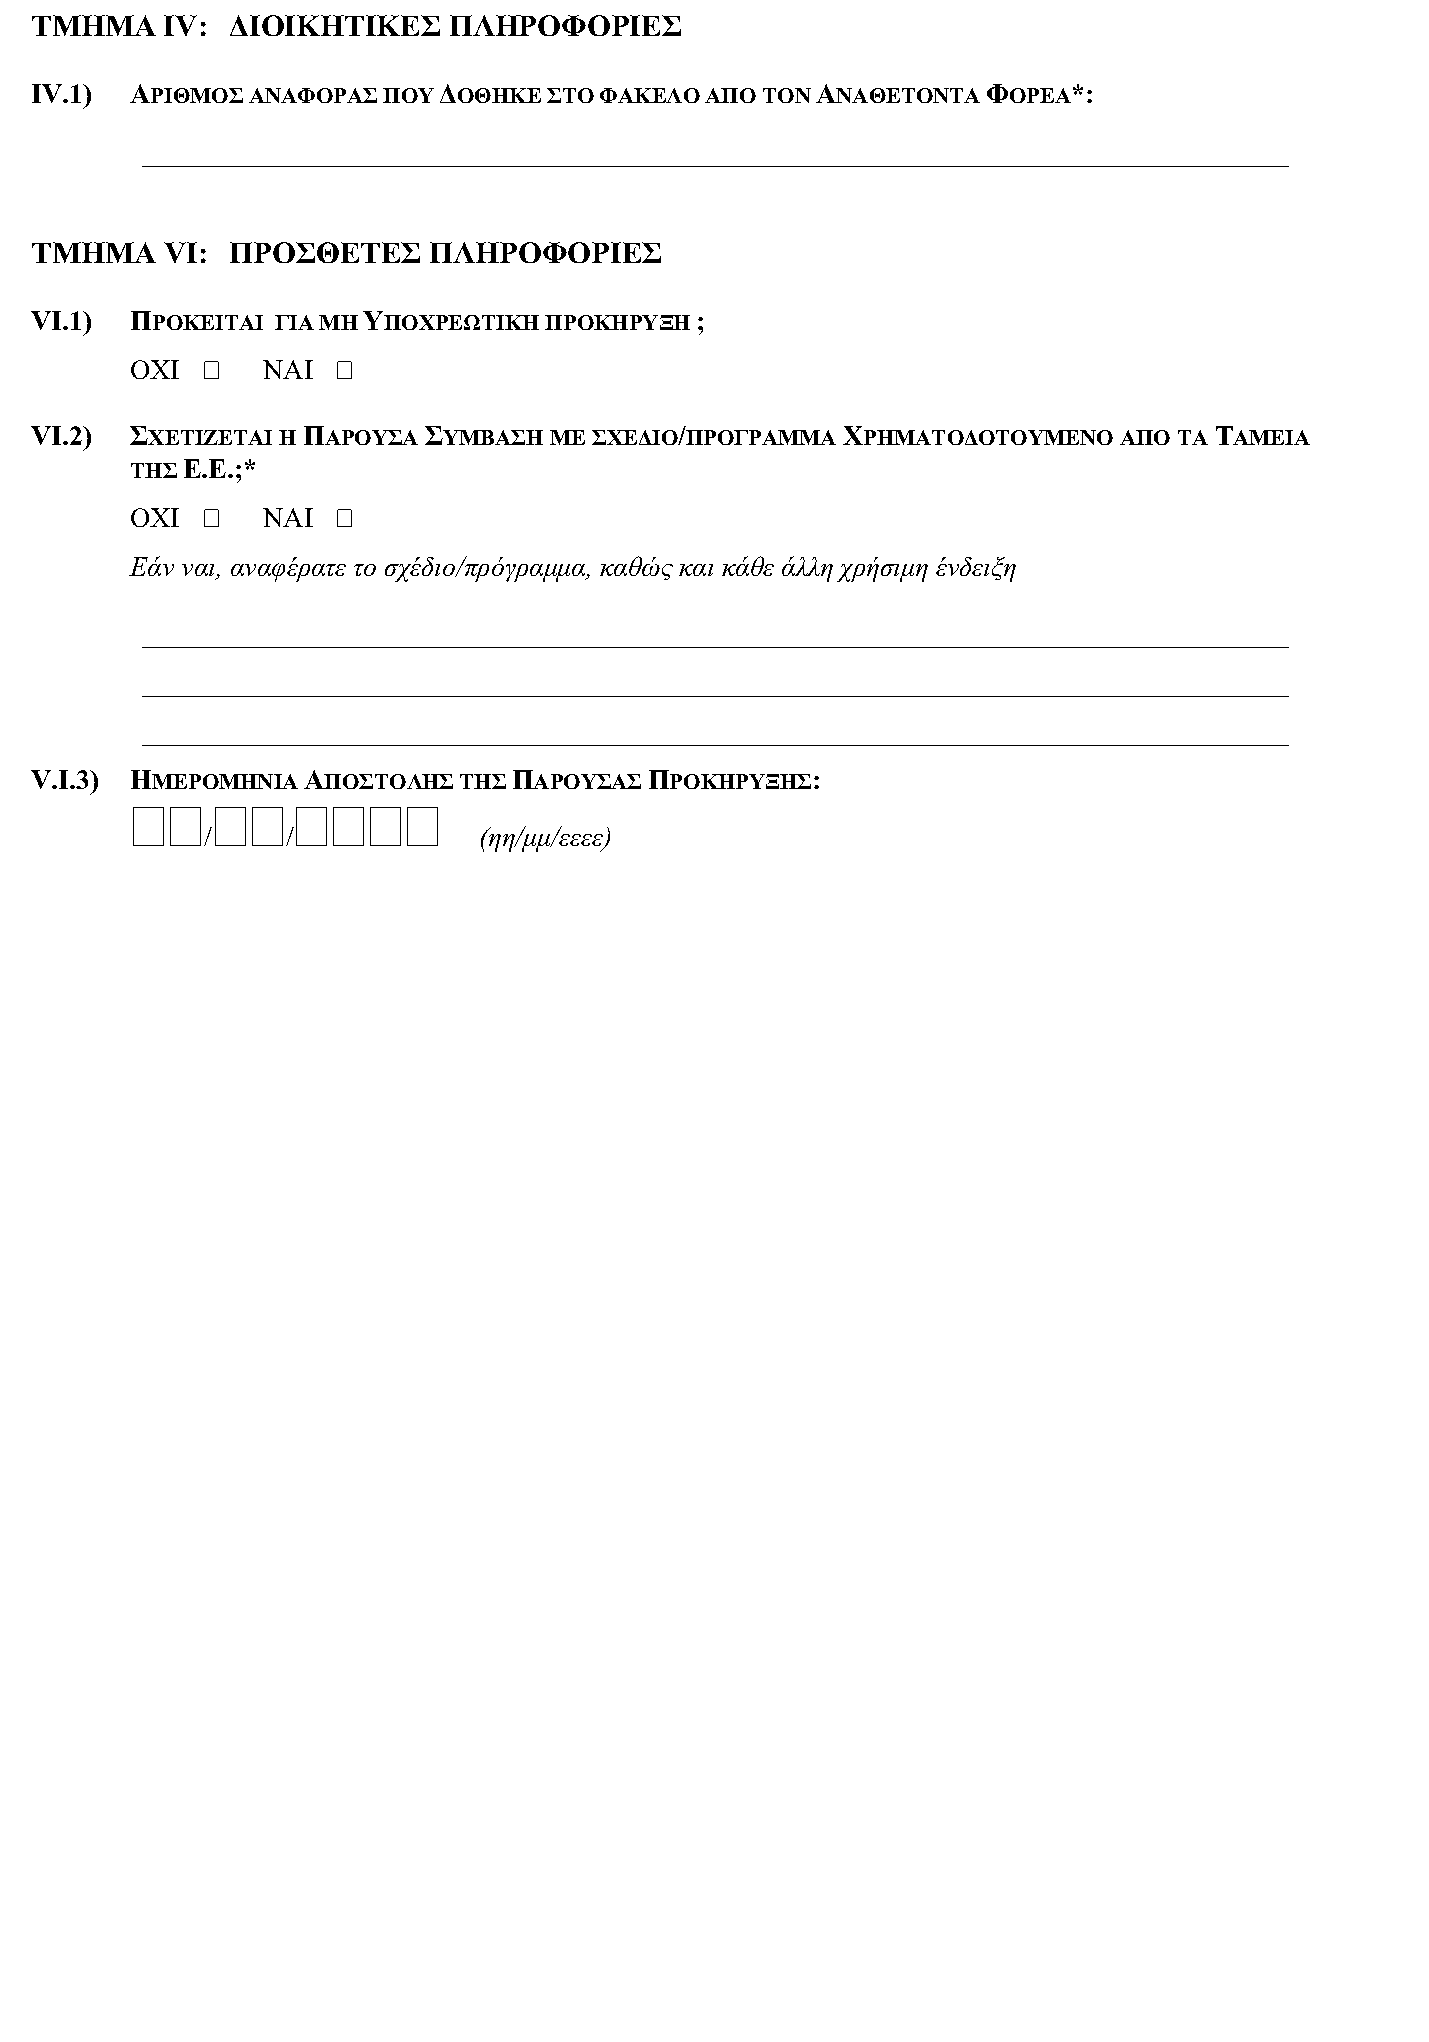 ΤΜΗΜΑ IV: ΔΙΟΙΚΗΤΙΚΕΣ ΠΛΗΡΟΦΟΡΙΕΣ
IV.1) ΑΡΙΘΜΟΣ ΑΝΑΦΟΡΑΣ ΠΟΥ ΔΟΘΗΚΕ ΣΤΟ ΦΑΚΕΛΟ ΑΠΟ ΤΟΝ ΑΝΑΘΕΤΟΝΤΑ ΦΟΡΕΑ*:
ΤΜΗΜΑ VI: ΠΡΟΣΘΕΤΕΣ ΠΛΗΡΟΦΟΡΙΕΣ
VI.1) ΠΡΟΚΕΙΤΑΙ ΓΙΑ ΜΗ ΥΠΟΧΡΕΩΤΙΚΗ ΠΡΟΚΗΡΥΞΗ ;
ΟΧΙ □ ΝΑΙ □
VI.2) ΣΧΕΤΙΖΕΤΑΙ Η ΠΑΡΟΥΣΑ ΣΥΜΒΑΣΗ ΜΕ ΣΧΕΔΙΟ/ΠΡΟΓΡΑΜΜΑ ΧΡΗΜΑΤΟΔΟΤΟΥΜΕΝΟ ΑΠΟ ΤΑ ΤΑΜΕΙΑ
ΤΗΣ Ε.Ε.;*
ΟΧΙ □ ΝΑΙ □
Εάν ναι, αναφέρατε το σχέδιο/πρόγραμμα, καθώς και κάθε άλλη χρήσιμη ένδειξη
V.I.3) ΗΜΕΡΟΜΗΝΙΑ ΑΠΟΣΤΟΛΗΣ ΤΗΣ ΠΑΡΟΥΣΑΣ ΠΡΟΚΗΡΥΞΗΣ:
□□/□□/□□□□ (ηη/μμ/εεεε)